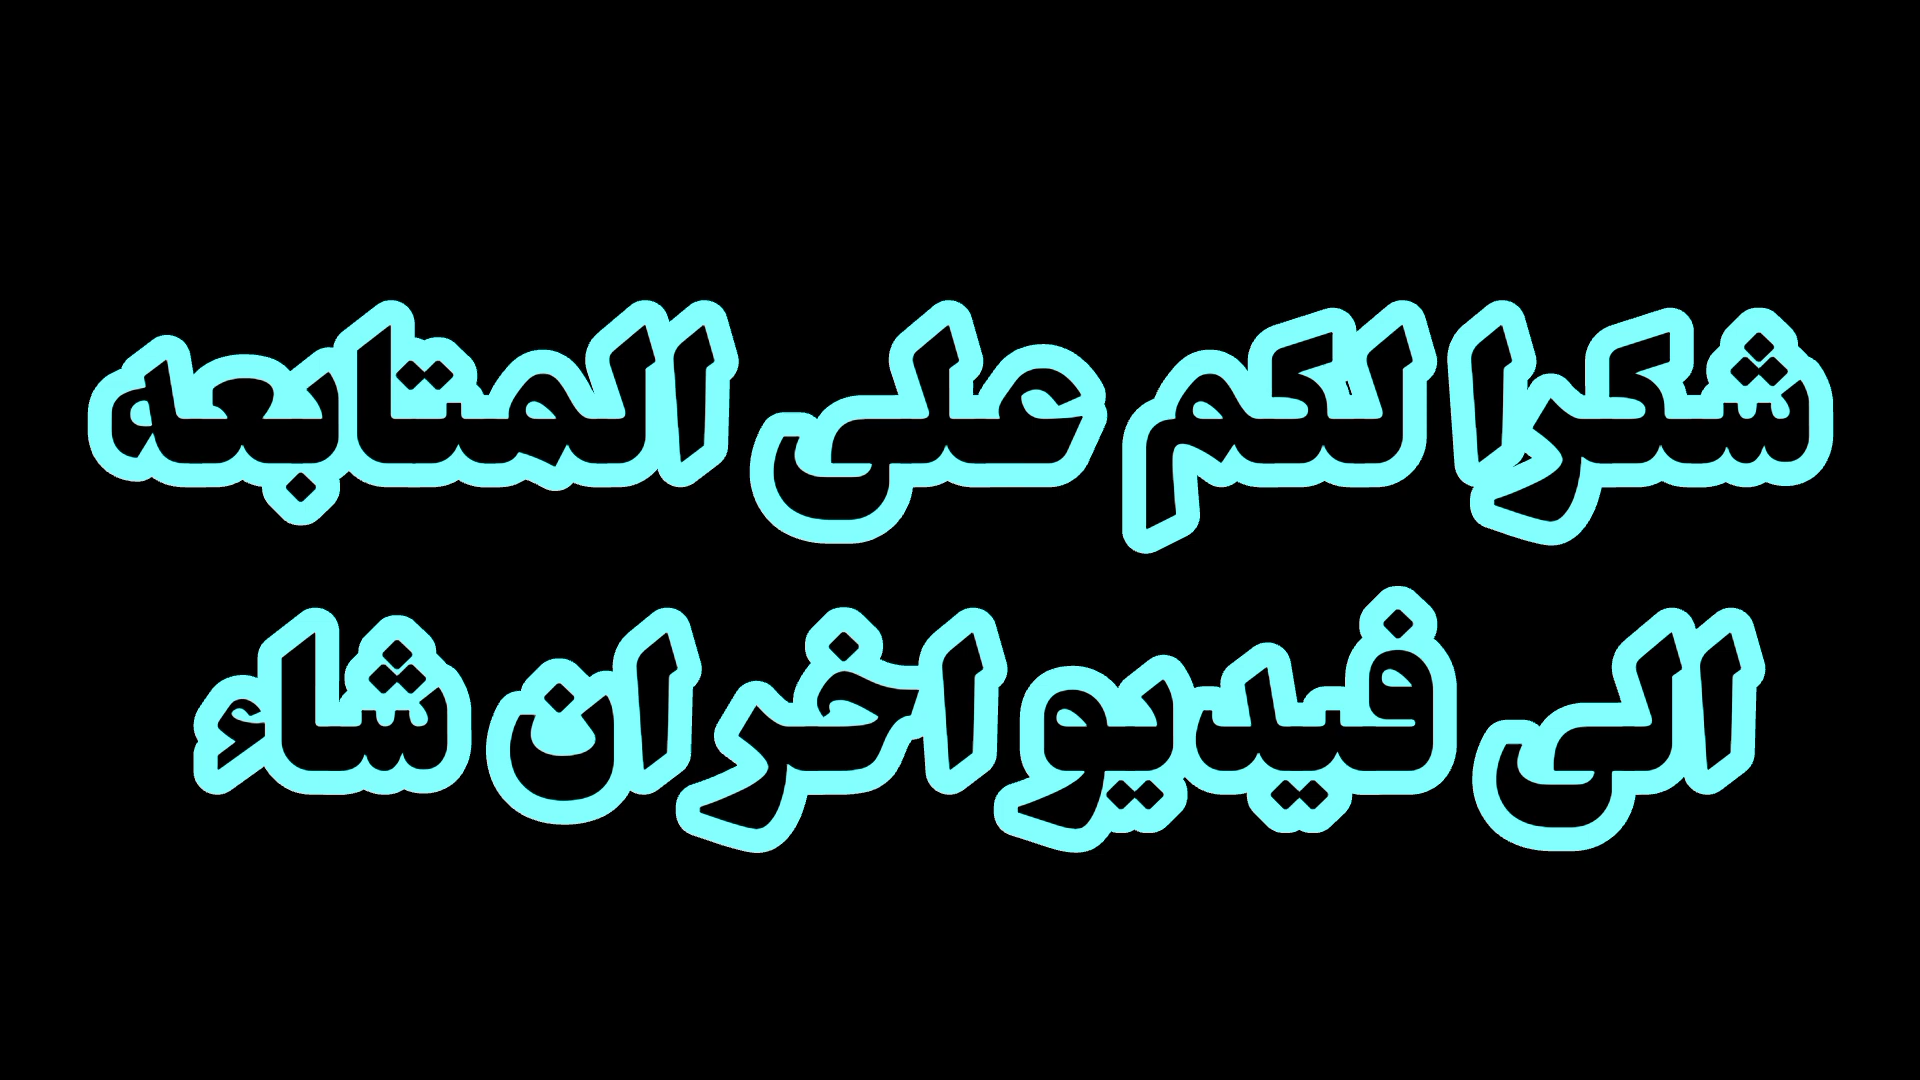 شكرا لكم على المتابعه
الى فيديو اخر ان شاء